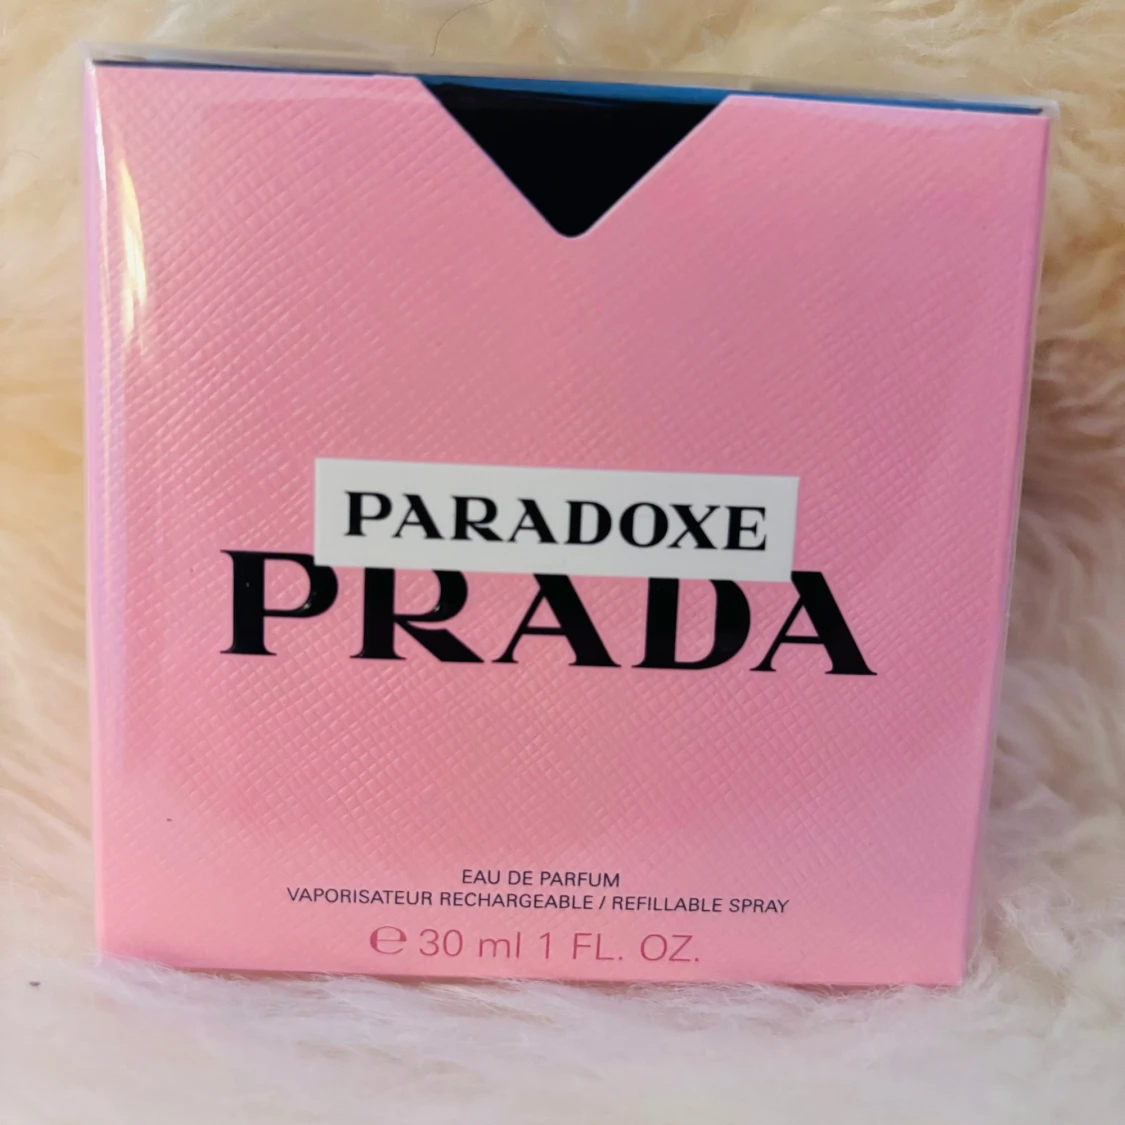 PARADOXE
PRADA
EAU DE PARFUM
VAPORISATEUR RECHARGEABLE / REFILLABLE SPRAY
℮ 30 ml 1 FL. OZ.